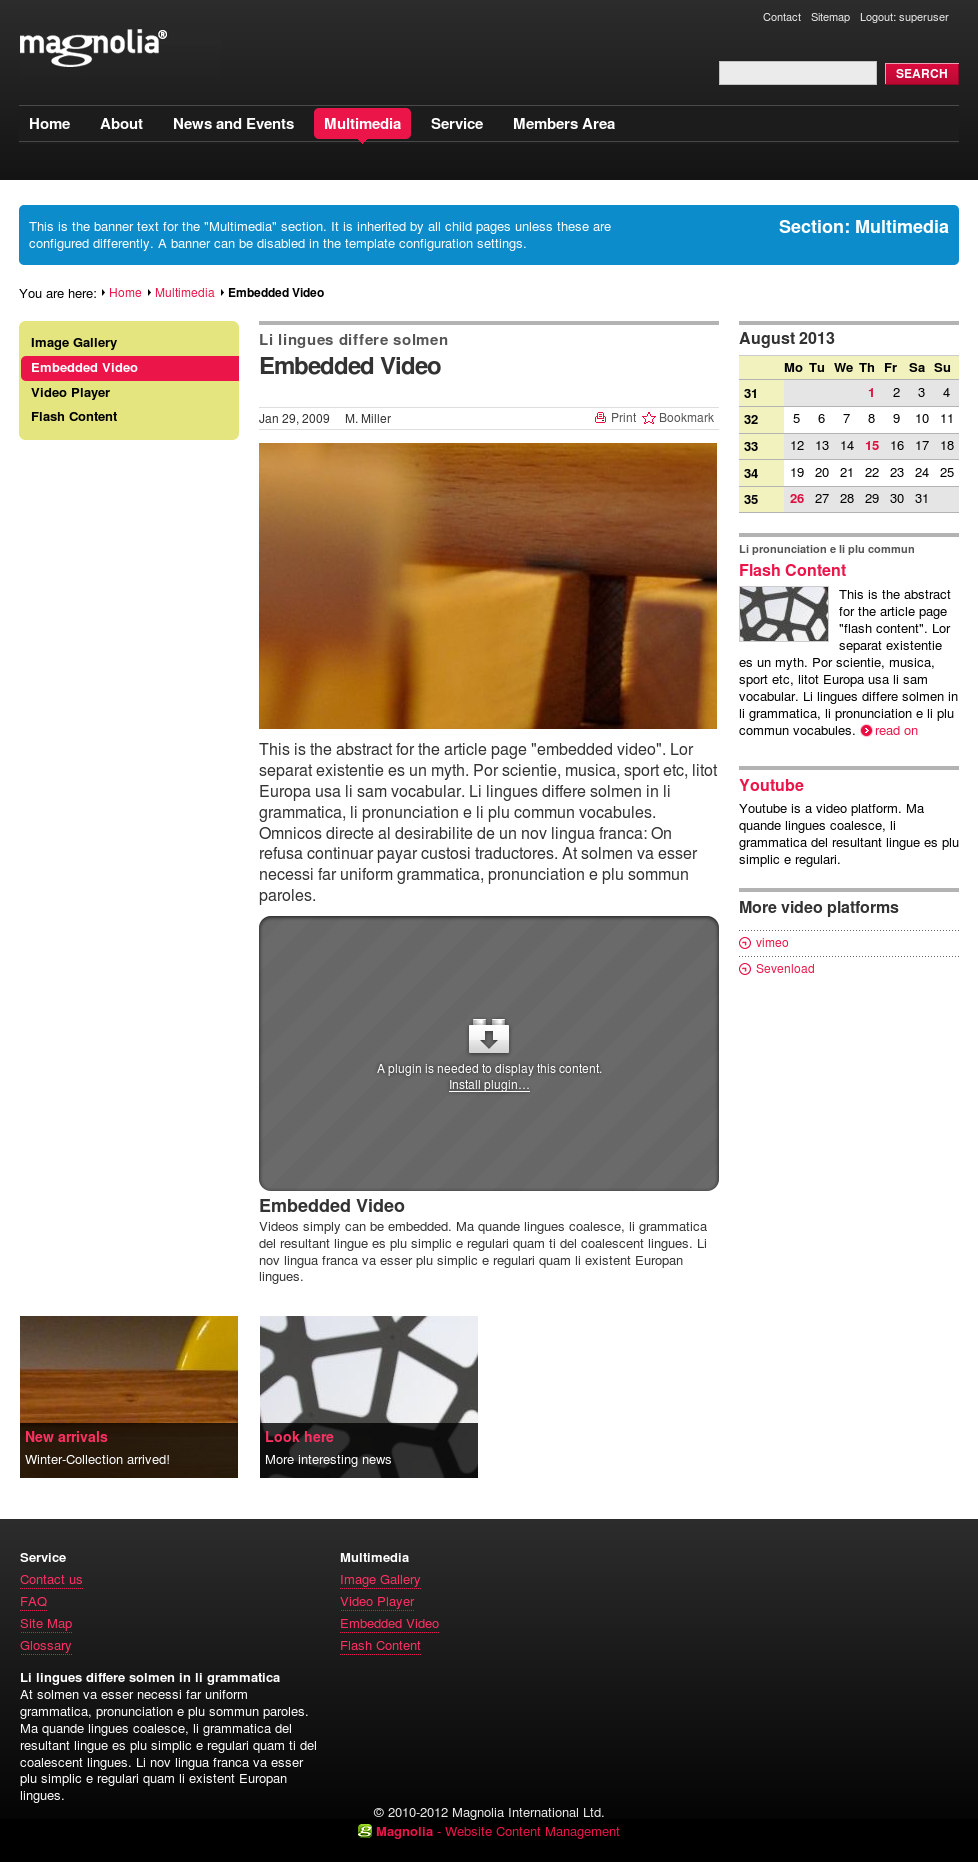 Contact Sitemap Logout: superuser
magnolia®
SEARCH
Home About News and Events Multimedia Service Members Area
This is the banner text for the "Multimedia" section. It is inherited by all child pages unless these are
configured differently. A banner can be disabled in the template configuration settings.
Section: Multimedia
You are here: Home Multimedia Embedded Video
Image Gallery
Embedded Video
Video Player
Flash Content
Li lingues differe solmen
Embedded Video
Jan 29, 2009 M. Miller Print Bookmark
This is the abstract for the article page "embedded video". Lor
separat existentie es un myth. Por scientie, musica, sport etc, litot
Europa usa li sam vocabular. Li lingues differe solmen in li
grammatica, li pronunciation e li plu commun vocabules.
Omnicos directe al desirabilite de un nov lingua franca: On
refusa continuar payar custosi traductores. At solmen va esser
necessi far uniform grammatica, pronunciation e plu sommun
paroles.
A plugin is needed to display this content.
Install plugin…
Embedded Video
Videos simply can be embedded. Ma quande lingues coalesce, li grammatica
del resultant lingue es plu simplic e regulari quam ti del coalescent lingues. Li
nov lingua franca va esser plu simplic e regulari quam li existent Europan
lingues.
August 2013
Mo Tu We Th Fr Sa Su
31 1 2 3 4
32 5 6 7 8 9 10 11
33 12 13 14 15 16 17 18
34 19 20 21 22 23 24 25
35 26 27 28 29 30 31
Li pronunciation e li plu commun
Flash Content
This is the abstract
for the article page
"flash content". Lor
separat existentie
es un myth. Por scientie, musica,
sport etc, litot Europa usa li sam
vocabular. Li lingues differe solmen in
li grammatica, li pronunciation e li plu
commun vocabules. read on
Youtube
Youtube is a video platform. Ma
quande lingues coalesce, li
grammatica del resultant lingue es plu
simplic e regulari.
More video platforms
vimeo
Sevenload
New arrivals
Winter-Collection arrived!
Look here
More interesting news
Service
Contact us
FAQ
Site Map
Glossary
Multimedia
Image Gallery
Video Player
Embedded Video
Flash Content
Li lingues differe solmen in li grammatica
At solmen va esser necessi far uniform
grammatica, pronunciation e plu sommun paroles.
Ma quande lingues coalesce, li grammatica del
resultant lingue es plu simplic e regulari quam ti del
coalescent lingues. Li nov lingua franca va esser
plu simplic e regulari quam li existent Europan
lingues.
© 2010-2012 Magnolia International Ltd.
Magnolia - Website Content Management